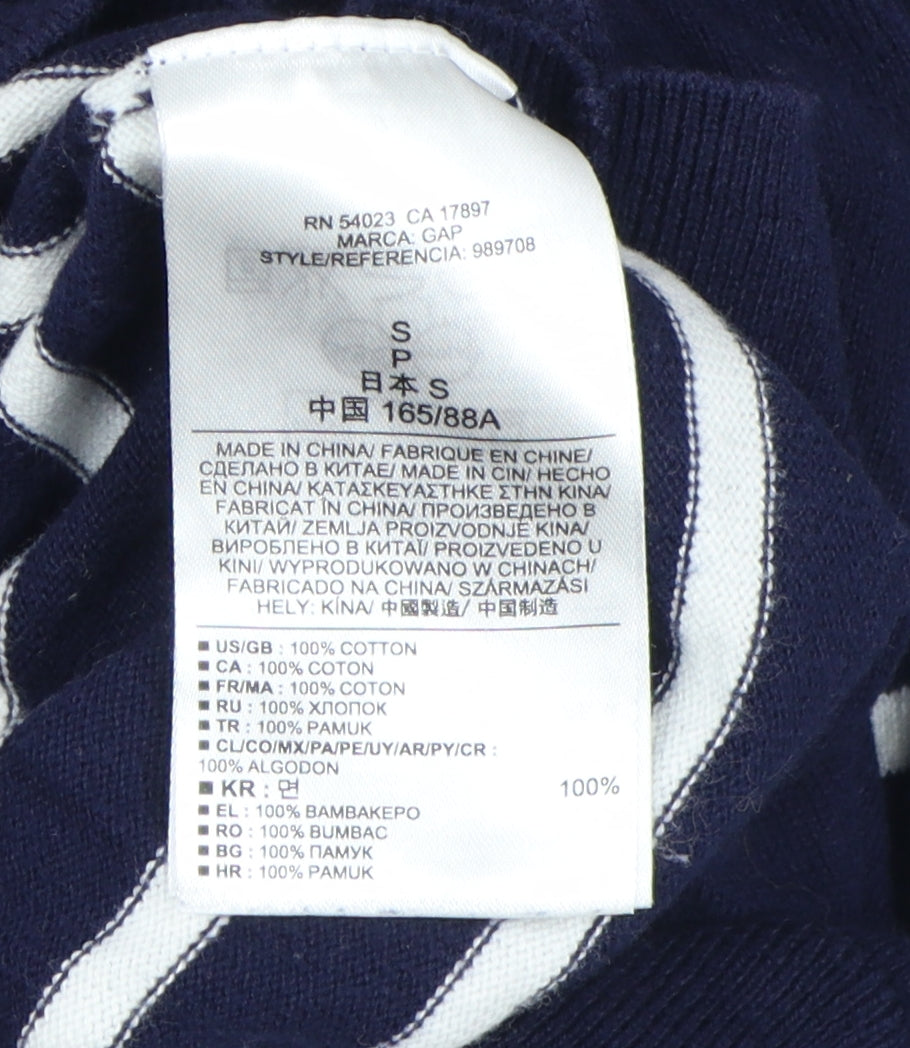 RN 54023 CA 17897
MARCA: GAP
STYLE/REFERENCIA: 989708
S
P
日本 S
中国 165/88A
MADE IN CHINA/ FABRIQUE EN CHINE/
СДЕЛАНО В КИТАЕ/ MADE IN CIN/ HECHO
EN CHINA/ ΚΑΤΑΣΚΕΥΑΣΤΗΚΕ ΣΤΗΝ ΚΙΝΑ/
FABRICAT ÎN CHINA/ ПРОИЗВЕДЕНО В
КИТАЙ/ ZEMLJA PROIZVODNJE KINA/
ВИРОБЛЕНО В КИТАЇ/ PROIZVEDENO U
KINI/ WYPRODUKOWANO W CHINACH/
FABRICADO NA CHINA/ SZÁRMAZÁSI
HELY: KÍNA/ 中國製造/ 中国制造
■ US/GB : 100% COTTON
■ CA : 100% COTON
■ FR/MA : 100% COTON
■ RU : 100% ХЛОПОК
■ TR : 100% PAMUK
■ CL/CO/MX/PA/PE/UY/AR/PY/CR :
100% ALGODON
■ KR : 면 100%
■ EL : 100% ΒΑΜΒΑΚΕΡΟ
■ RO : 100% BUMBAC
■ BG : 100% ПАМУК
■ HR : 100% PAMUK